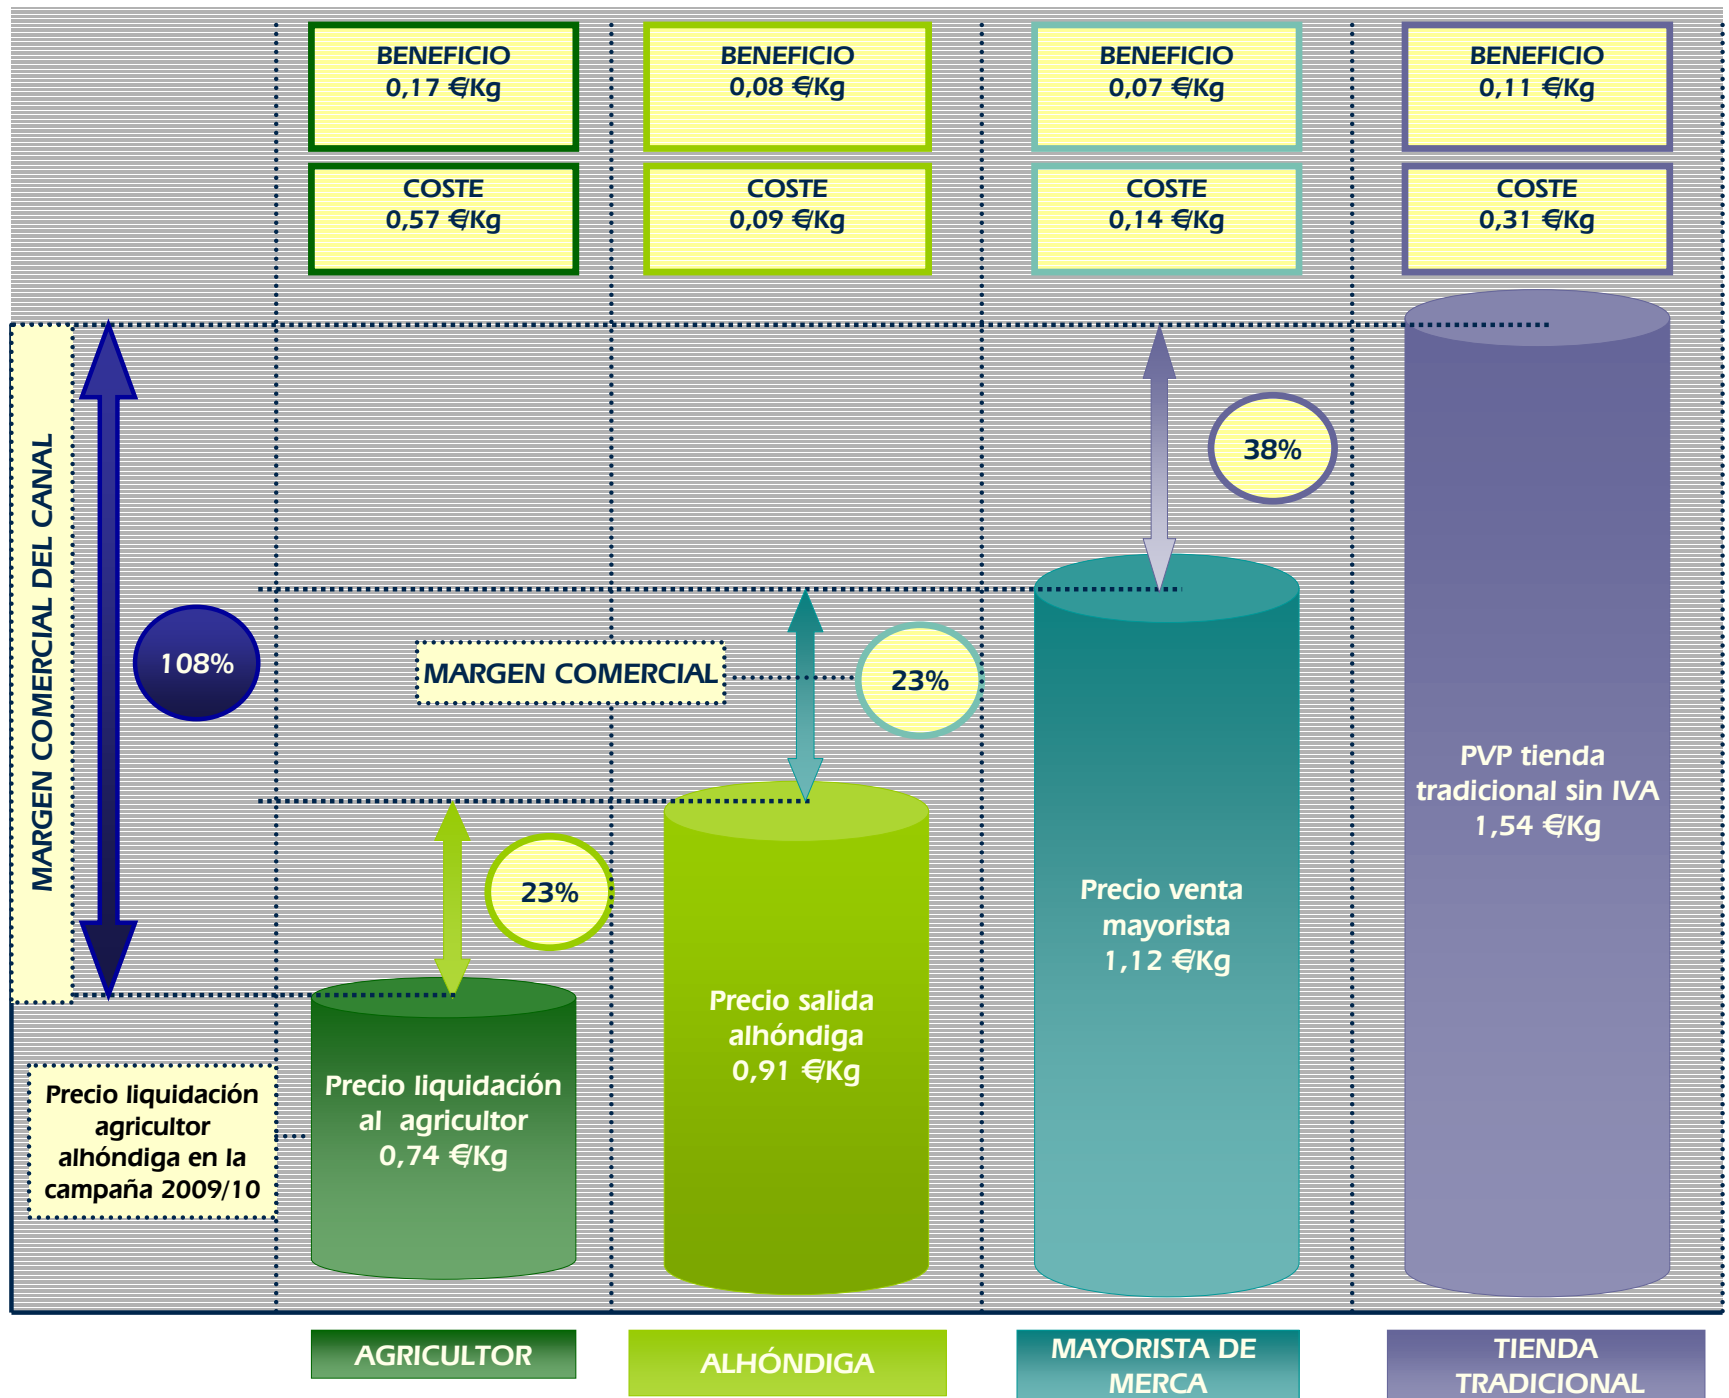 BENEFICIO
0,17 €/Kg
BENEFICIO
0,08 €/Kg
BENEFICIO
0,07 €/Kg
BENEFICIO
0,11 €/Kg
COSTE
0,57 €/Kg
COSTE
0,09 €/Kg
COSTE
0,14 €/Kg
COSTE
0,31 €/Kg
MARGEN COMERCIAL DEL CANAL
108%
38%
MARGEN COMERCIAL
23%
23%
PVP tienda
tradicional sin IVA
1,54 €/Kg
Precio venta
mayorista
1,12 €/Kg
Precio salida
alhóndiga
0,91 €/Kg
Precio liquidación
al agricultor
0,74 €/Kg
Precio liquidación
agricultor
alhóndiga en la
campaña 2009/10
AGRICULTOR
ALHÓNDIGA
MAYORISTA DE
MERCA
TIENDA
TRADICIONAL